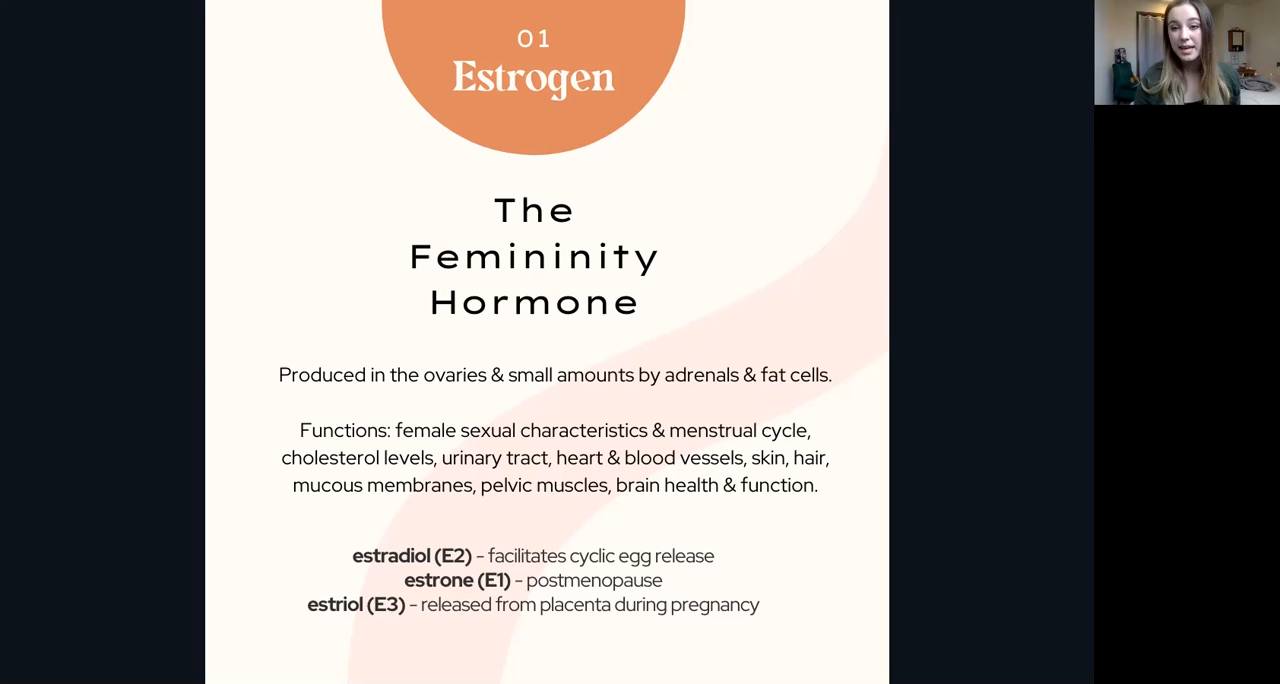 01
Estrogen
The
Femininity
Hormone
Produced in the ovaries & small amounts by adrenals & fat cells.
Functions: female sexual characteristics & menstrual cycle,
cholesterol levels, urinary tract, heart & blood vessels, skin, hair,
mucous membranes, pelvic muscles, brain health & function.
estradiol (E2) - facilitates cyclic egg release
estrone (E1) - postmenopause
estriol (E3) - released from placenta during pregnancy